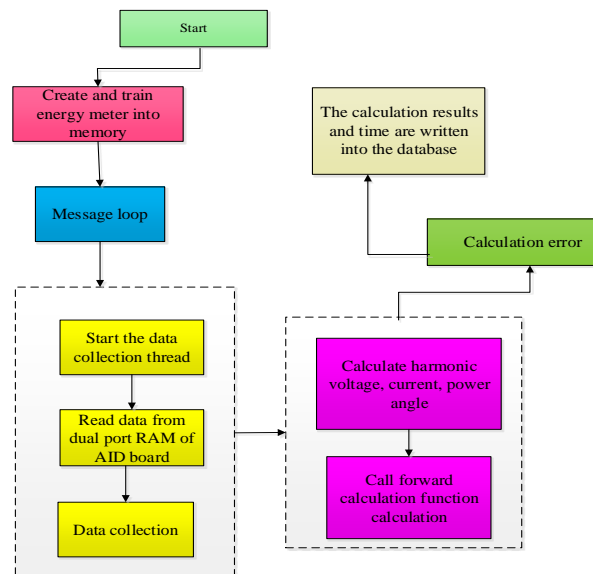 Start
Create and train
energy meter into
memory
Message loop
Start the data
collection thread
Read data from
dual port RAM of
AID board
Data collection
Calculate harmonic
voltage, current, power
angle
Call forward
calculation function
calculation
Calculation error
The calculation results
and time are written
into the database